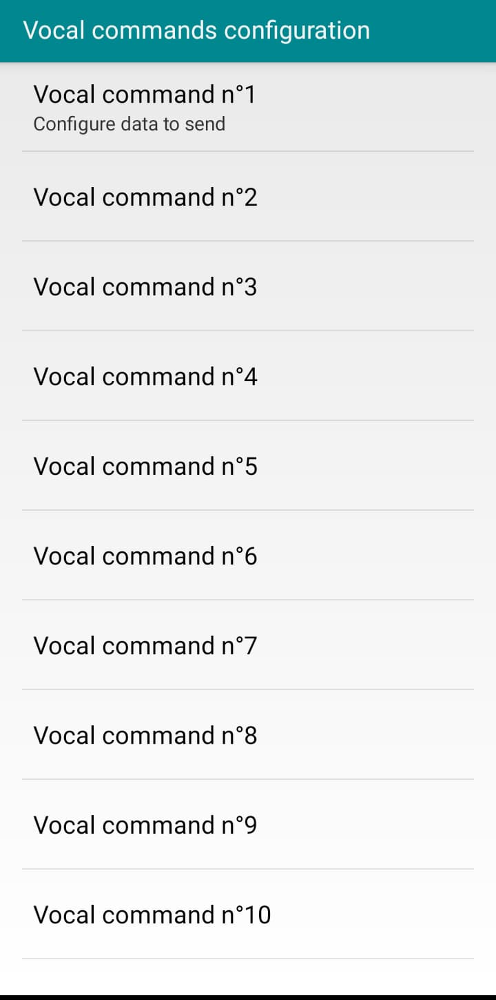 Vocal commands configuration
Vocal command n°1
Configure data to send
Vocal command n°2
Vocal command n°3
Vocal command n°4
Vocal command n°5
Vocal command n°6
Vocal command n°7
Vocal command n°8
Vocal command n°9
Vocal command n°10